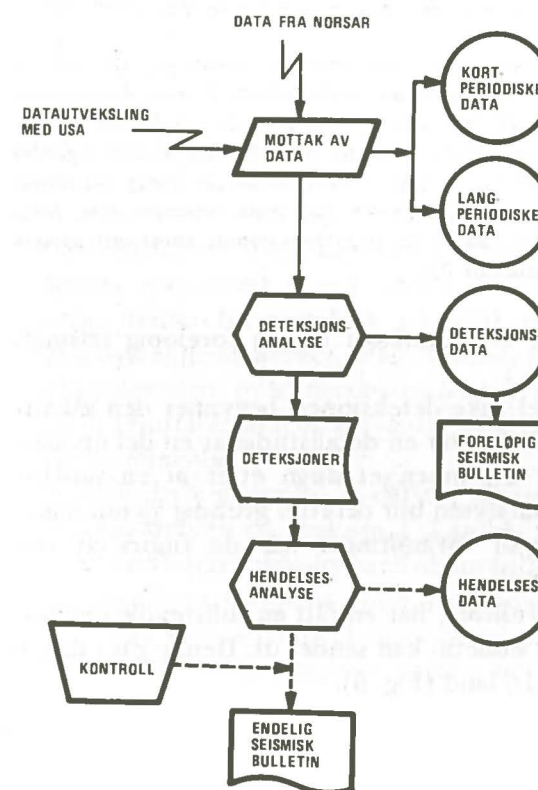 DATA FRA NORSAR
KORT-
PERIODISKE
DATA
DATAUTVEKSLING
MED USA
MOTTAK AV
DATA
LANG-
PERIODISKE
DATA
DETEKSJONS-
ANALYSE
DETEKSJONS
DATA
DETEKSJONER
FORELØPIG
SEISMISK
BULLETIN
HENDELSES-
ANALYSE
HENDELSES
DATA
KONTROLL
ENDELIG
SEISMISK
BULLETIN